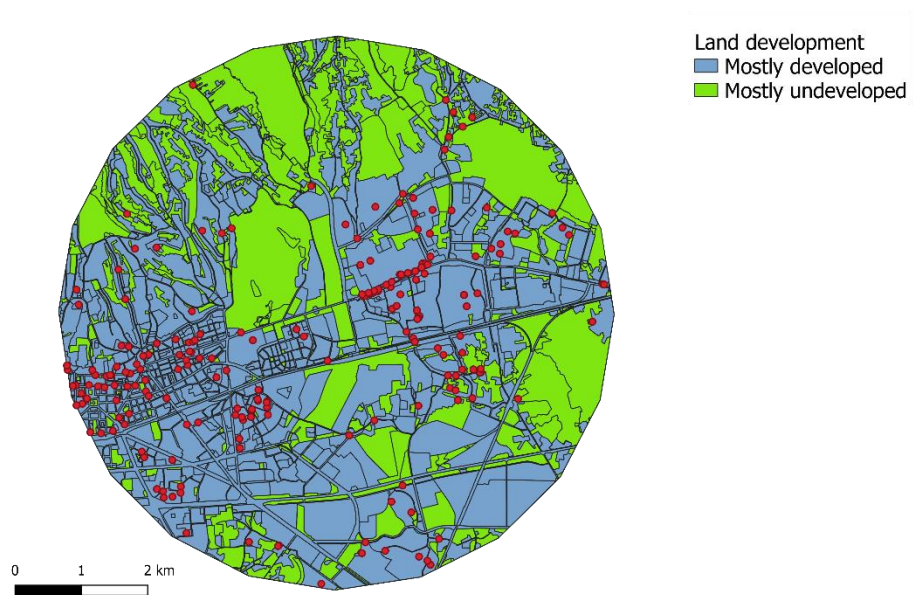 Land development
Mostly developed
Mostly undeveloped
0 1 2 km